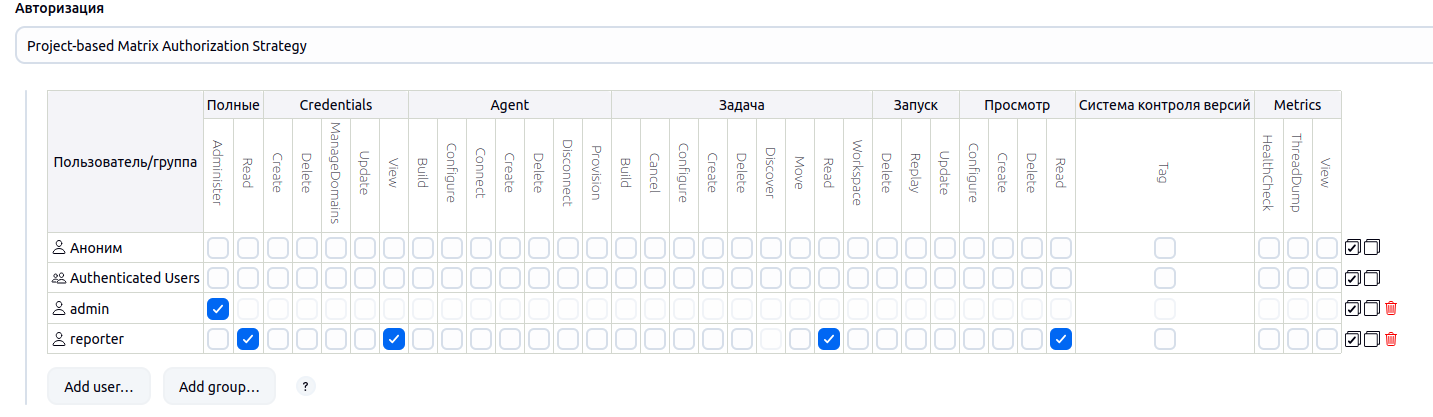 Авторизация
Project-based Matrix Authorization Strategy
Пользователь/группа Полные Credentials Agent Задача Запуск Просмотр Система контроля версий Metrics
Administer Read Create Delete ManageDomains Update View Build Configure Connect Create Delete Disconnect Provision Build Cancel Configure Create Delete Discover Move Read Workspace Delete Replay Update Configure Create Delete Read Tag HealthCheck ThreadDump View
Аноним
Authenticated Users
admin
reporter
Add user... Add group... ?